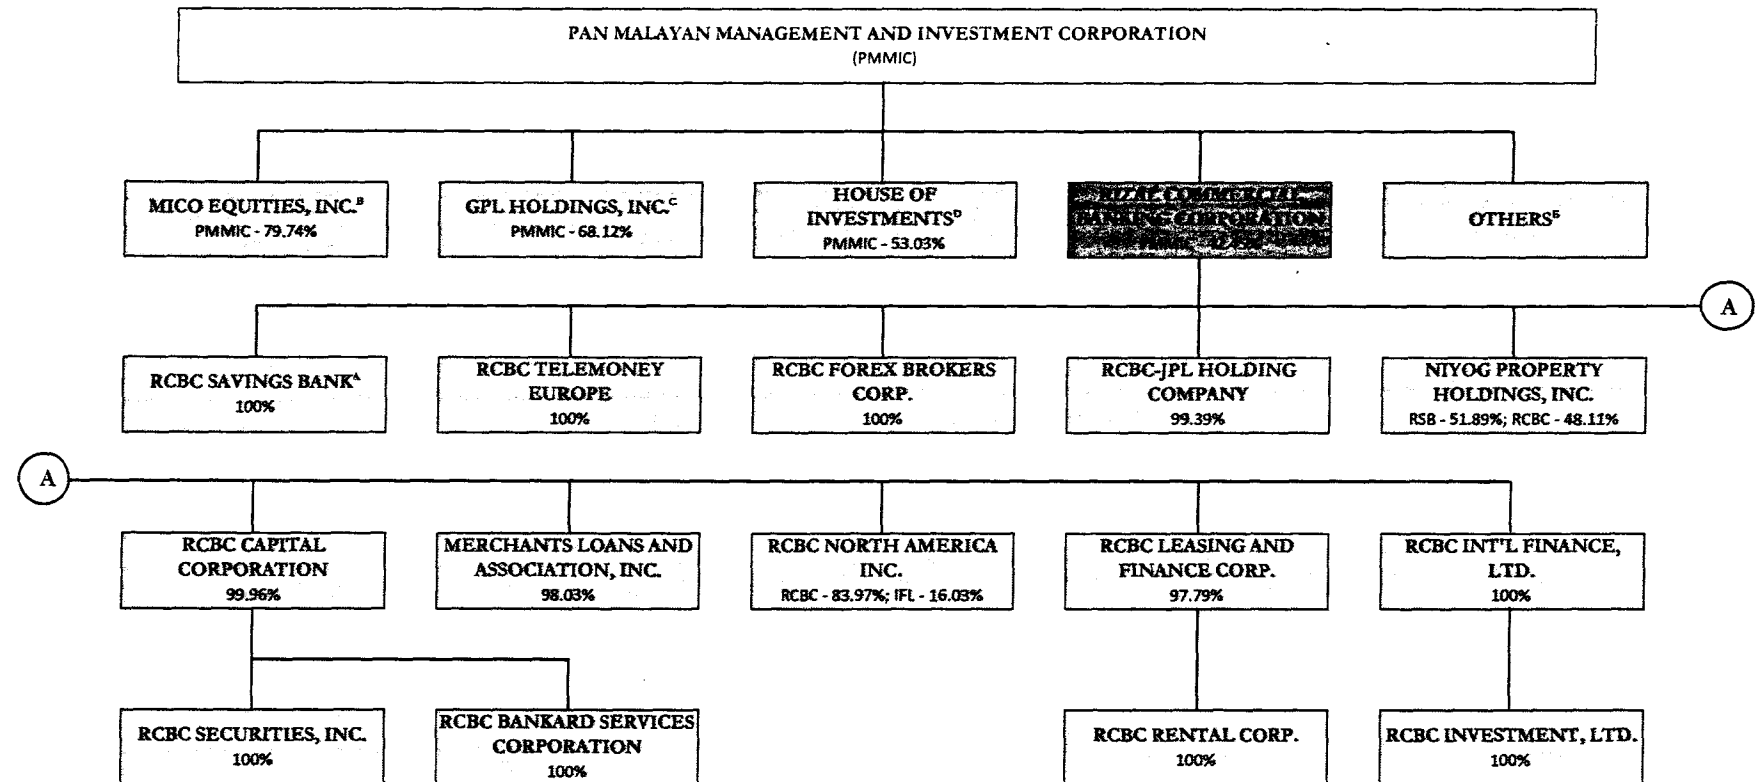 PAN MALAYAN MANAGEMENT AND INVESTMENT CORPORATION
(PMMIC)
MICO EQUITIES, INC.ᴮ
PMMIC - 79.74%
GPL HOLDINGS, INC.ᶜ
PMMIC - 68.12%
HOUSE OF
INVESTMENTSᴰ
PMMIC - 53.03%
RIZAL COMMERCIAL
BANKING CORPORATION
PMMIC
OTHERSᴱ
A
RCBC SAVINGS BANKᴬ
100%
RCBC TELEMONEY
EUROPE
100%
RCBC FOREX BROKERS
CORP.
100%
RCBC-JPL HOLDING
COMPANY
99.39%
NIYOG PROPERTY
HOLDINGS, INC.
RSB - 51.89%; RCBC - 48.11%
A
RCBC CAPITAL
CORPORATION
99.96%
MERCHANTS LOANS AND
ASSOCIATION, INC.
98.03%
RCBC NORTH AMERICA
INC.
RCBC - 83.97%; IFL - 16.03%
RCBC LEASING AND
FINANCE CORP.
97.79%
RCBC INT'L FINANCE,
LTD.
100%
RCBC SECURITIES, INC.
100%
RCBC BANKARD SERVICES
CORPORATION
100%
RCBC RENTAL CORP.
100%
RCBC INVESTMENT, LTD.
100%